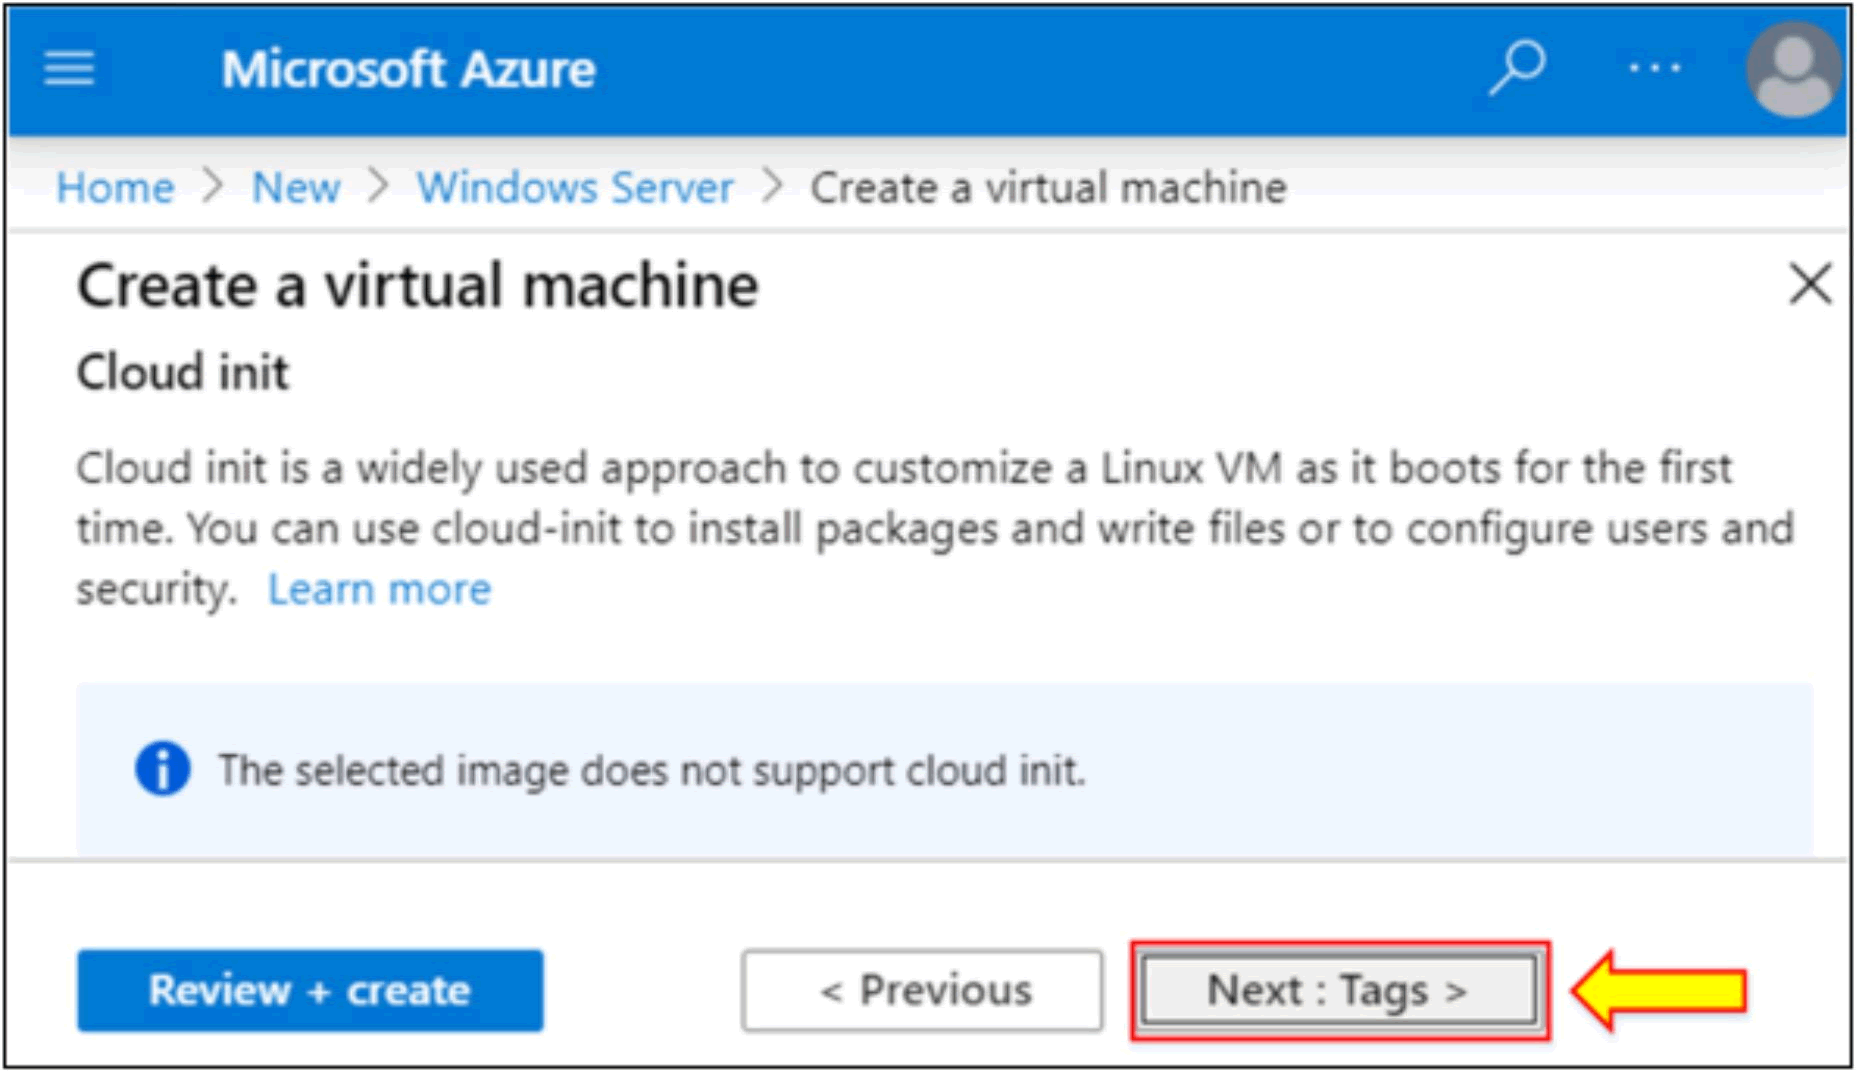 Microsoft Azure
Home > New > Windows Server > Create a virtual machine
Create a virtual machine
Cloud init
Cloud init is a widely used approach to customize a Linux VM as it boots for the first
time. You can use cloud-init to install packages and write files or to configure users and
security. Learn more
The selected image does not support cloud init.
Review + create
< Previous
Next : Tags >